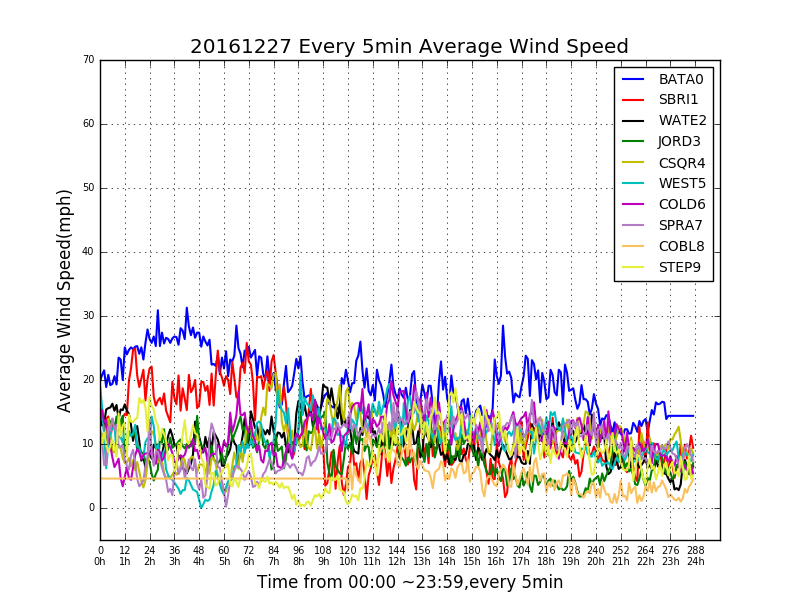 20161227 Every 5min Average Wind Speed
70
60
50
40
30
20
10
0
Average Wind Speed(mph)
BATA0
SBRI1
WATE2
JORD3
CSQR4
WEST5
COLD6
SPRA7
COBL8
STEP9
0 12 24 36 48 60 72 84 96 108 120 132 144 156 168 180 192 204 216 228 240 252 264 276 288
0h 1h 2h 3h 4h 5h 6h 7h 8h 9h 10h 11h 12h 13h 14h 15h 16h 17h 18h 19h 20h 21h 22h 23h 24h
Time from 00:00 ~23:59,every 5min